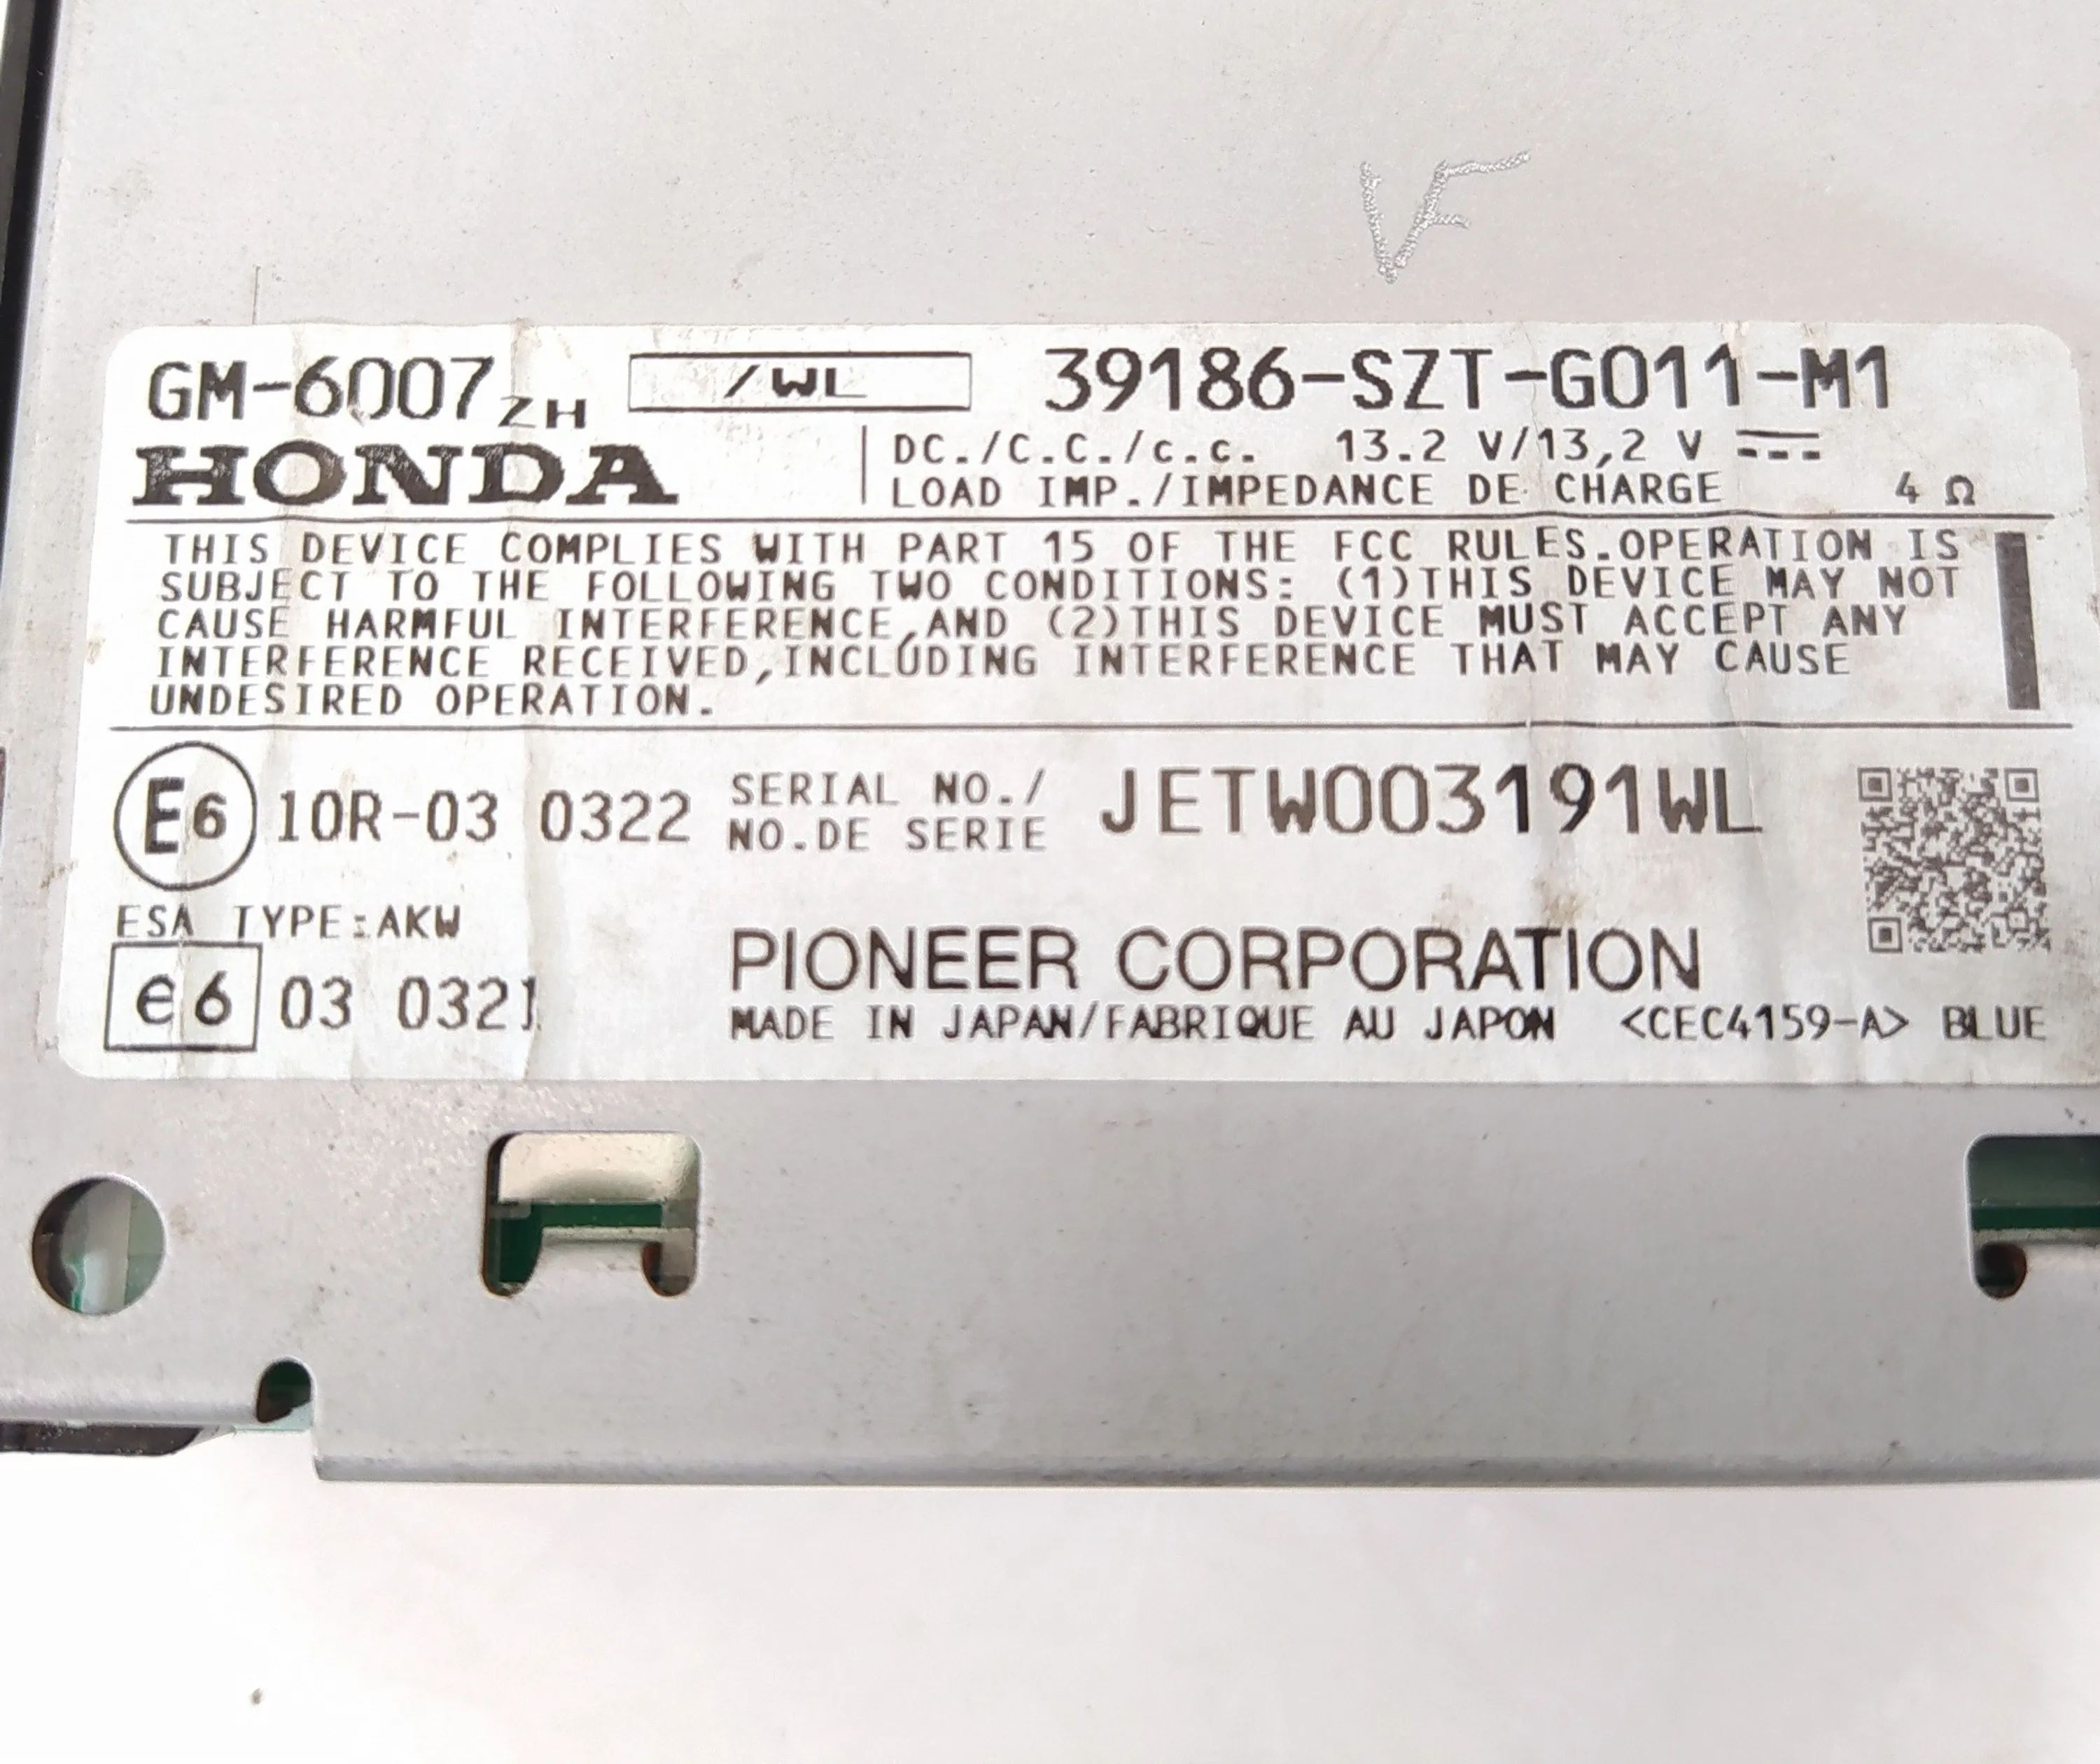 VF
GM-6007ZH /WL 39186-SZT-G011-M1
HONDA DC./C.C./c.c. 13.2 V/13,2 V
LOAD IMP./IMPEDANCE DE CHARGE 4 Ω
THIS DEVICE COMPLIES WITH PART 15 OF THE FCC RULES.OPERATION IS
SUBJECT TO THE FOLLOWING TWO CONDITIONS: (1)THIS DEVICE MAY NOT
CAUSE HARMFUL INTERFERENCE,AND (2)THIS DEVICE MUST ACCEPT ANY
INTERFERENCE RECEIVED,INCLUDING INTERFERENCE THAT MAY CAUSE
UNDESIRED OPERATION.
E6 10R-03 0322 SERIAL NO./ JETW003191WL
NO.DE SERIE
ESA TYPE:AKW
e6 03 0321
PIONEER CORPORATION
MADE IN JAPAN/FABRIQUE AU JAPON <CEC4159-A> BLUE